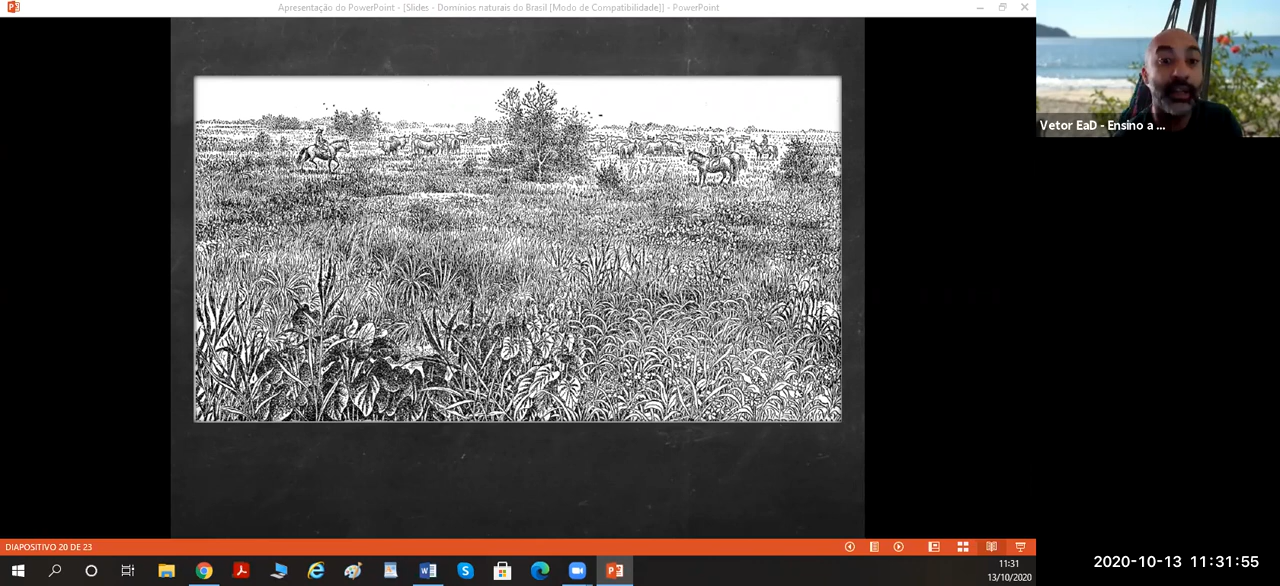 Apresentação do PowerPoint - [Slides - Domínios naturais do Brasil [Modo de Compatibilidade]] - PowerPoint
Vetor EaD - Ensino a ...
DIAPOSITIVO 20 DE 23
11:31
13/10/2020
2020-10-13 11:31:55